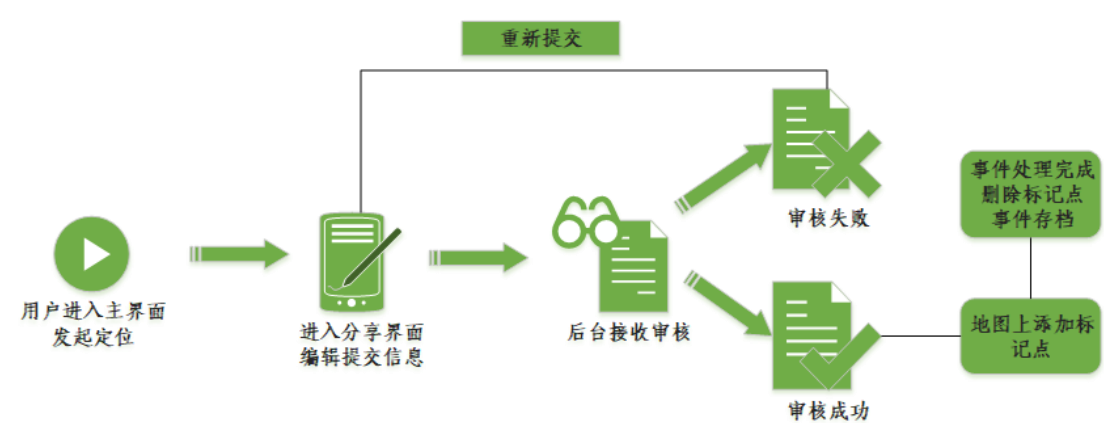 重新提交
用户进入主界面
发起定位
进入分享界面
编辑提交信息
后台接收审核
审核失败
审核成功
地图上添加标
记点
事件处理完成
删除标记点
事件存档